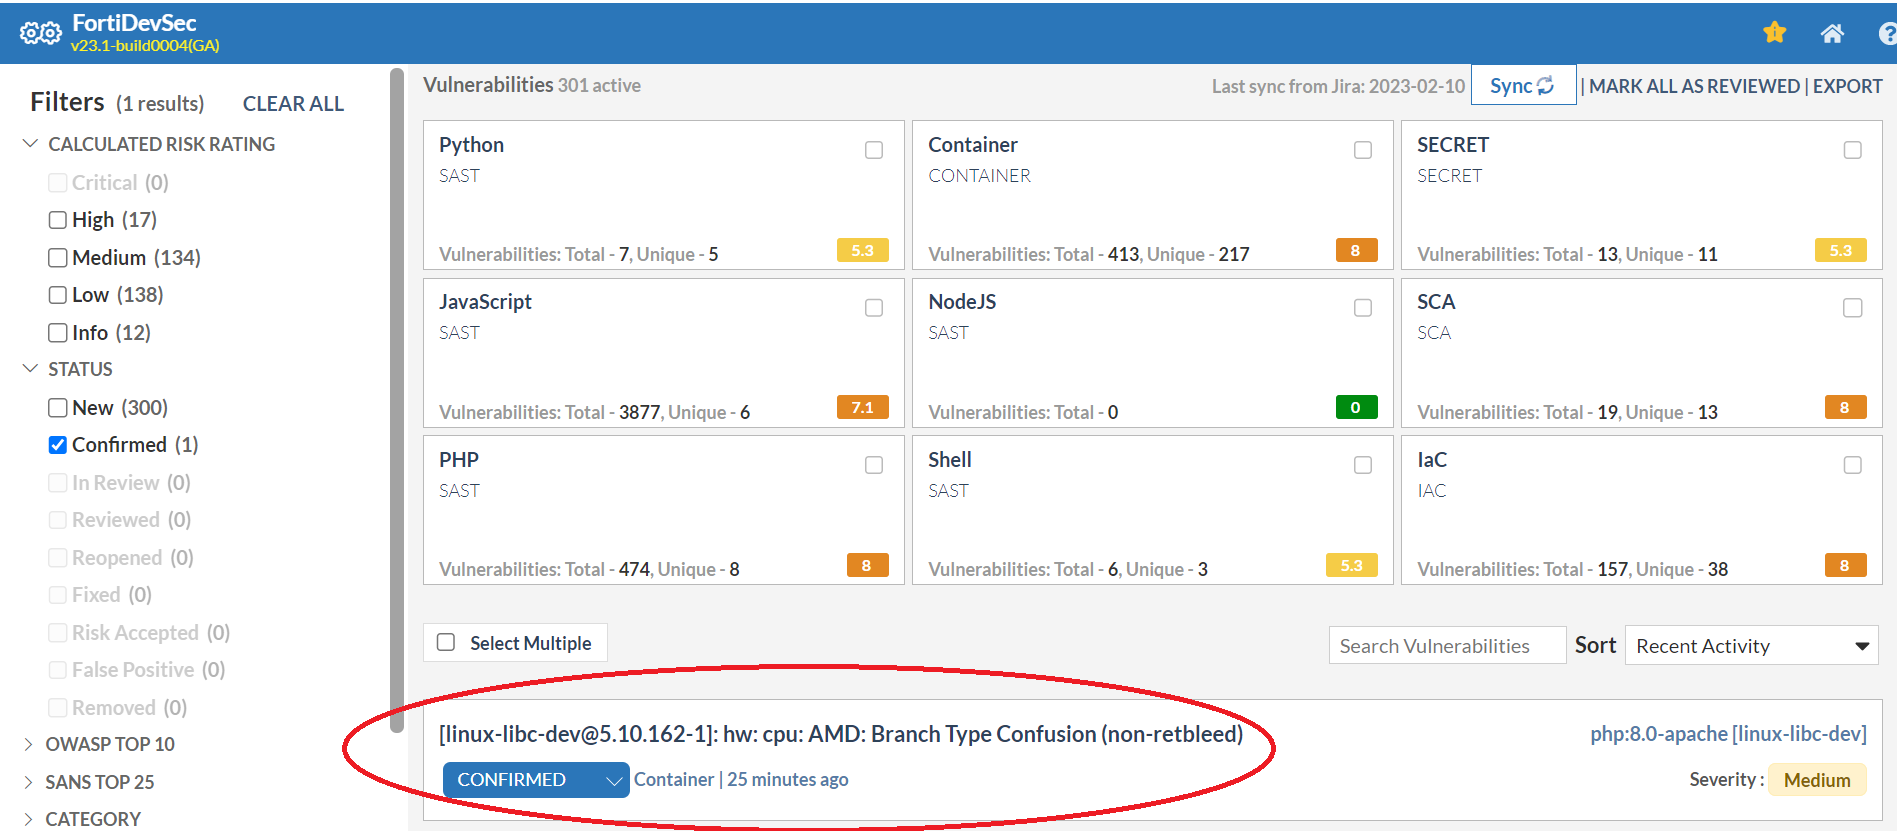 FortiDevSec
v23.1-build0004(GA)
Filters (1 results) CLEAR ALL
CALCULATED RISK RATING
Critical (0)
High (17)
Medium (134)
Low (138)
Info (12)
STATUS
New (300)
Confirmed (1)
In Review (0)
Reviewed (0)
Reopened (0)
Fixed (0)
Risk Accepted (0)
False Positive (0)
Removed (0)
OWASP TOP 10
SANS TOP 25
CATEGORY
Vulnerabilities 301 active
Last sync from Jira: 2023-02-10 Sync | MARK ALL AS REVIEWED | EXPORT
Python
SAST
Vulnerabilities: Total - 7, Unique - 5 5.3
Container
CONTAINER
Vulnerabilities: Total - 413, Unique - 217 8
SECRET
SECRET
Vulnerabilities: Total - 13, Unique - 11 5.3
JavaScript
SAST
Vulnerabilities: Total - 3877, Unique - 6 7.1
NodeJS
SAST
Vulnerabilities: Total - 0 0
SCA
SCA
Vulnerabilities: Total - 19, Unique - 13 8
PHP
SAST
Vulnerabilities: Total - 474, Unique - 8 8
Shell
SAST
Vulnerabilities: Total - 6, Unique - 3 5.3
IaC
IAC
Vulnerabilities: Total - 157, Unique - 38 8
Select Multiple
Search Vulnerabilities Sort Recent Activity
[linux-libc-dev@5.10.162-1]: hw: cpu: AMD: Branch Type Confusion (non-retbleed)
php:8.0-apache [linux-libc-dev]
CONFIRMED Container | 25 minutes ago
Severity : Medium